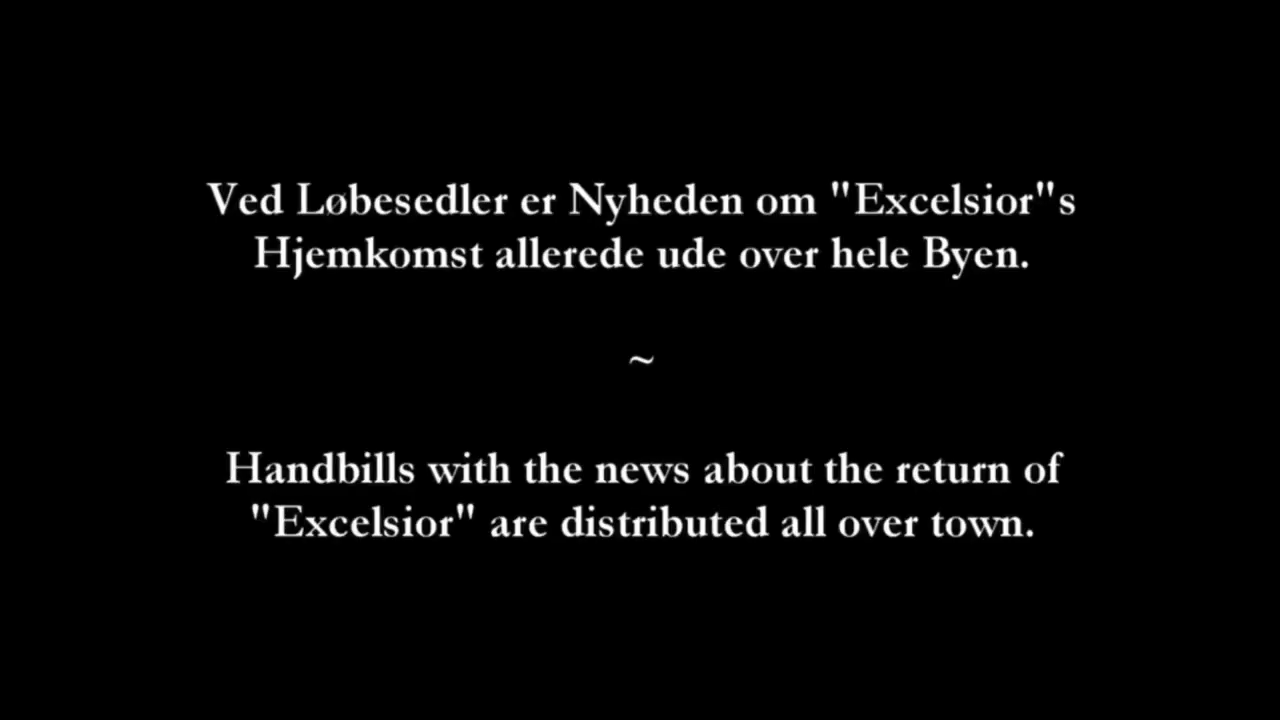 Ved Løbesedler er Nyheden om "Excelsior"s
Hjemkomst allerede ude over hele Byen.
~
Handbills with the news about the return of
"Excelsior" are distributed all over town.